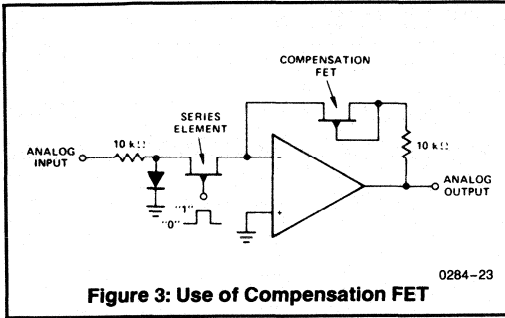 COMPENSATION
FET
SERIES
ELEMENT
10 kΩ
10 kΩ
ANALOG
INPUT
−
+
"1"
"0"
ANALOG
OUTPUT
0284-23
Figure 3: Use of Compensation FET